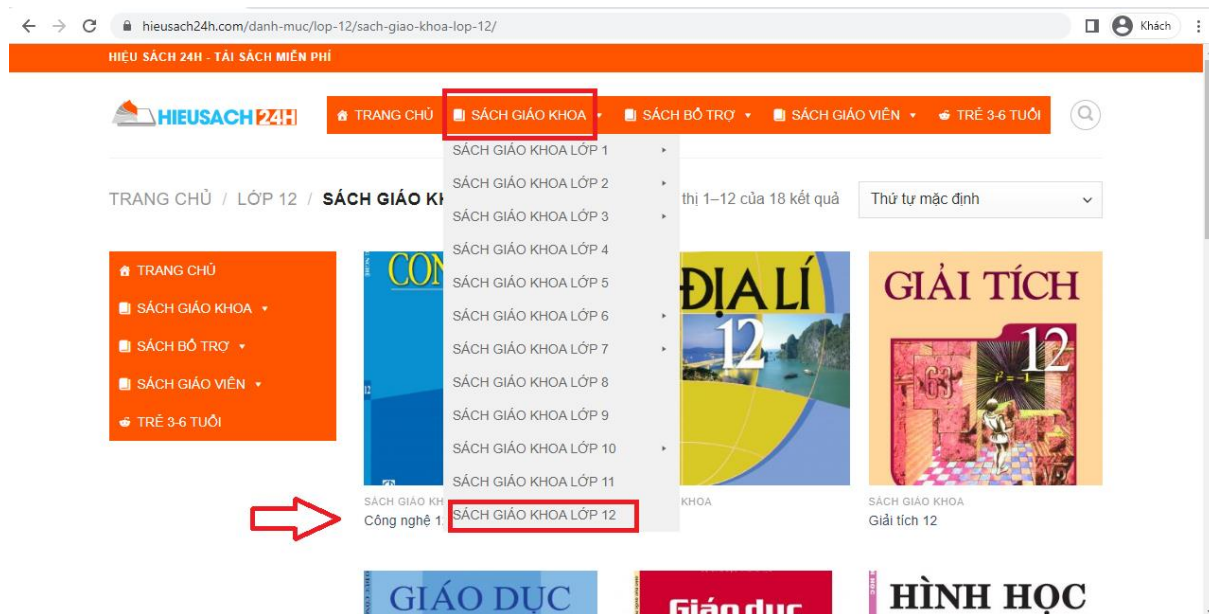 hieusach24h.com/danh-muc/lop-12/sach-giao-khoa-lop-12/
Khách
HIỆU SÁCH 24H - TẢI SÁCH MIỄN PHÍ
HIEUSACH 24H
TRANG CHỦ SÁCH GIÁO KHOA SÁCH BỔ TRỢ SÁCH GIÁO VIÊN TRẺ 3-6 TUỔI
SÁCH GIÁO KHOA LỚP 1
SÁCH GIÁO KHOA LỚP 2
SÁCH GIÁO KHOA LỚP 3
SÁCH GIÁO KHOA LỚP 4
SÁCH GIÁO KHOA LỚP 5
SÁCH GIÁO KHOA LỚP 6
SÁCH GIÁO KHOA LỚP 7
SÁCH GIÁO KHOA LỚP 8
SÁCH GIÁO KHOA LỚP 9
SÁCH GIÁO KHOA LỚP 10
SÁCH GIÁO KHOA LỚP 11
SÁCH GIÁO KHOA LỚP 12
TRANG CHỦ / LỚP 12 / SÁCH GIÁO KH
thị 1–12 của 18 kết quả
Thứ tự mặc định
TRANG CHỦ
SÁCH GIÁO KHOA
SÁCH BỔ TRỢ
SÁCH GIÁO VIÊN
TRẺ 3-6 TUỔI
CÔN
12
SÁCH GIÁO KH
Công nghệ 1
ĐỊA LÍ
12
KHOA
GIẢI TÍCH
12
i² = -1
SÁCH GIÁO KHOA
Giải tích 12
GIÁO DỤC
Giáo dục
HÌNH HỌC